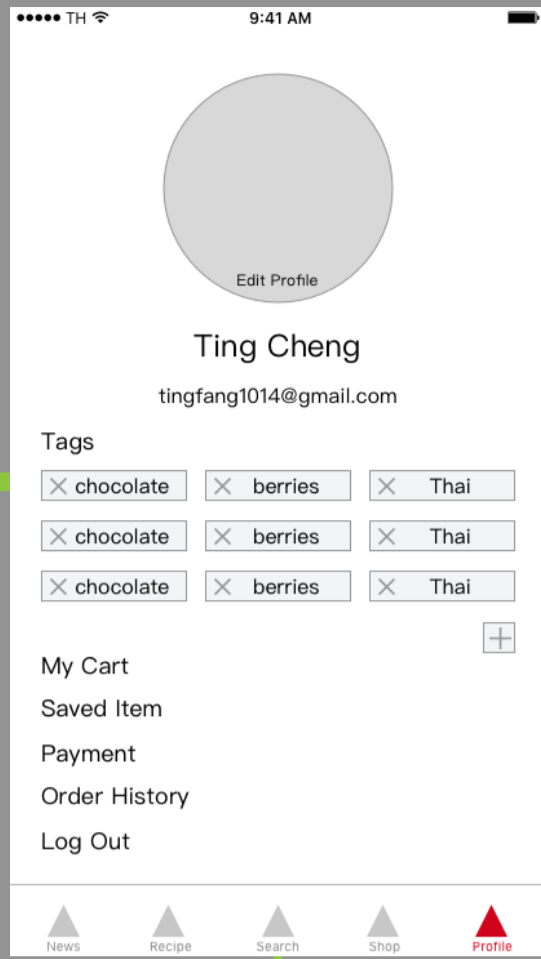 TH 9:41 AM
Edit Profile
Ting Cheng
tingfang1014@gmail.com
Tags
chocolate berries Thai
chocolate berries Thai
chocolate berries Thai
My Cart
Saved Item
Payment
Order History
Log Out
News Recipe Search Shop Profile